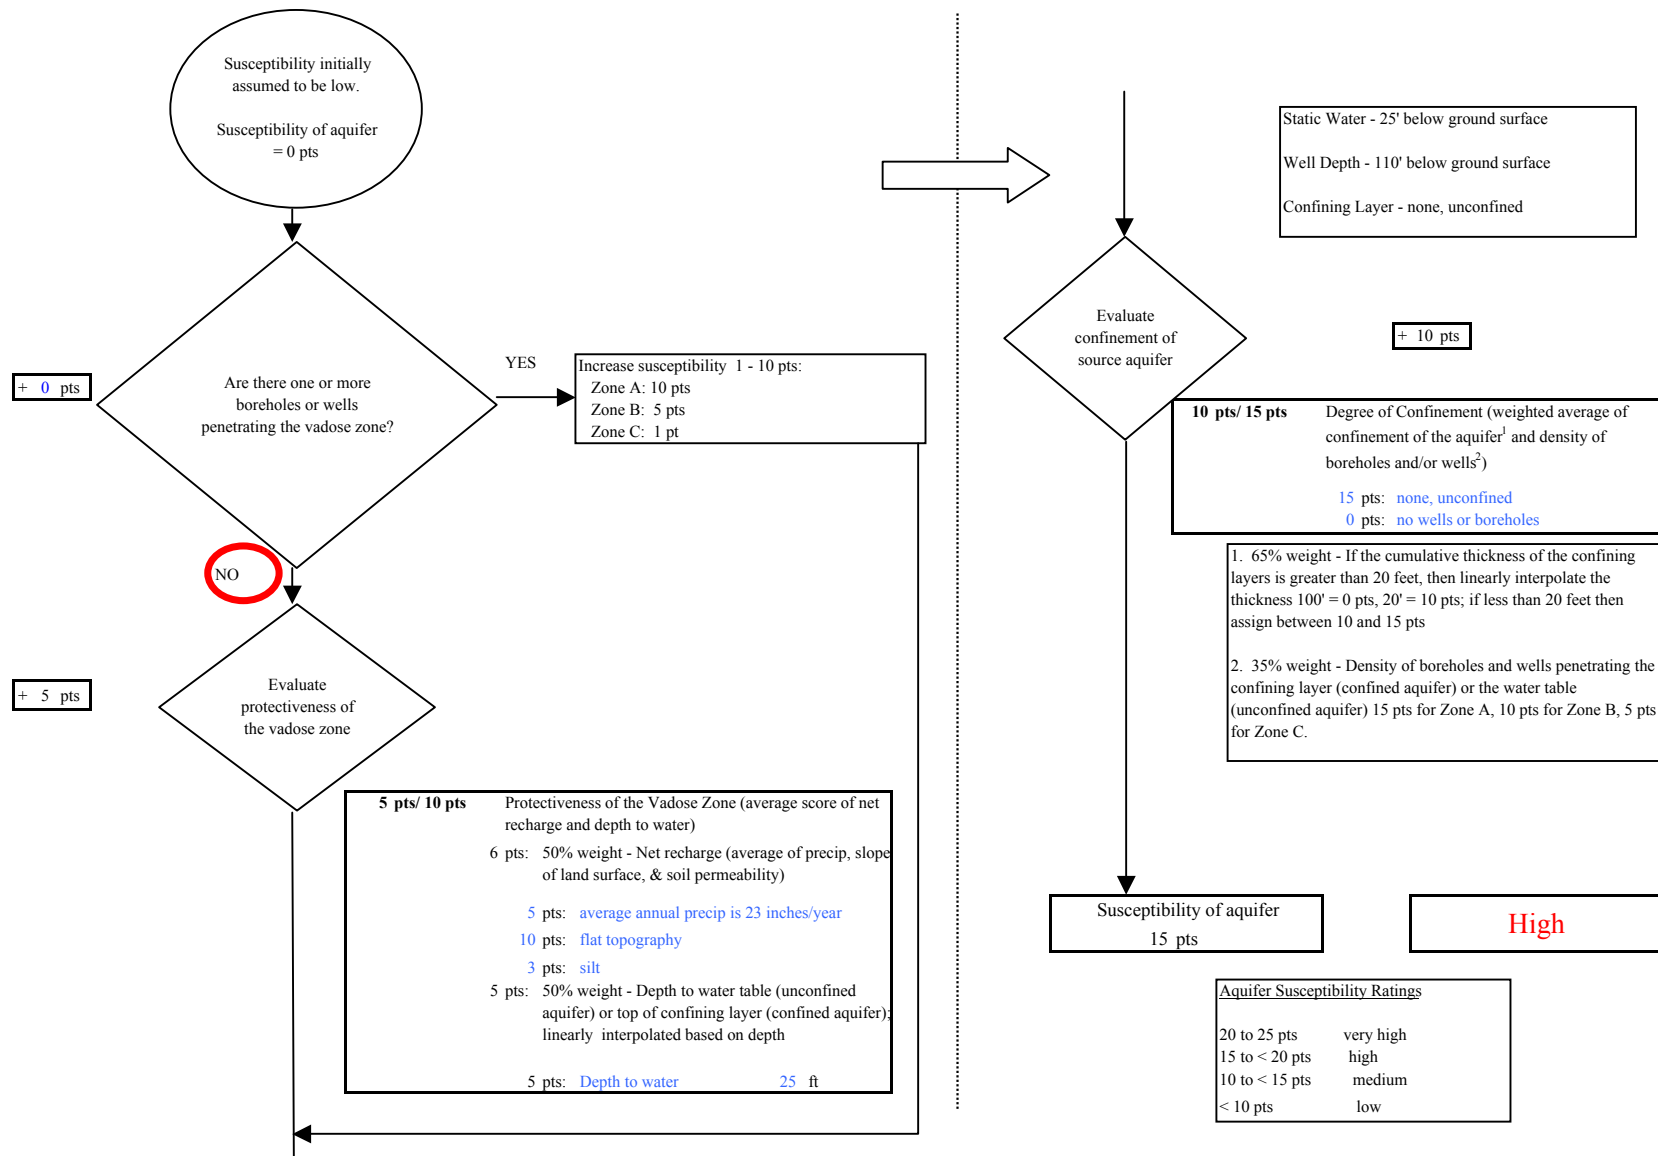 Susceptibility initially
assumed to be low.
Susceptibility of aquifer
= 0 pts
+ 0 pts
Are there one or more
boreholes or wells
penetrating the vadose zone?
YES
Increase susceptibility 1 - 10 pts:
Zone A: 10 pts
Zone B: 5 pts
Zone C: 1 pt
NO
+ 5 pts
Evaluate
protectiveness of
the vadose zone
5 pts/ 10 pts Protectiveness of the Vadose Zone (average score of net
recharge and depth to water)
6 pts: 50% weight - Net recharge (average of precip, slope
of land surface, & soil permeability)
5 pts: average annual precip is 23 inches/year
10 pts: flat topography
3 pts: silt
5 pts: 50% weight - Depth to water table (unconfined
aquifer) or top of confining layer (confined aquifer);
linearly interpolated based on depth
5 pts: Depth to water 25 ft
Static Water - 25' below ground surface
Well Depth - 110' below ground surface
Confining Layer - none, unconfined
Evaluate
confinement of
source aquifer
+ 10 pts
10 pts/ 15 pts Degree of Confinement (weighted average of
confinement of the aquifer1 and density of
boreholes and/or wells2)
15 pts: none, unconfined
0 pts: no wells or boreholes
1. 65% weight - If the cumulative thickness of the confining
layers is greater than 20 feet, then linearly interpolate the
thickness 100' = 0 pts, 20' = 10 pts; if less than 20 feet then
assign between 10 and 15 pts
2. 35% weight - Density of boreholes and wells penetrating the
confining layer (confined aquifer) or the water table
(unconfined aquifer) 15 pts for Zone A, 10 pts for Zone B, 5 pts
for Zone C.
Susceptibility of aquifer
15 pts
High
Aquifer Susceptibility Ratings
20 to 25 pts very high
15 to < 20 pts high
10 to < 15 pts medium
< 10 pts low